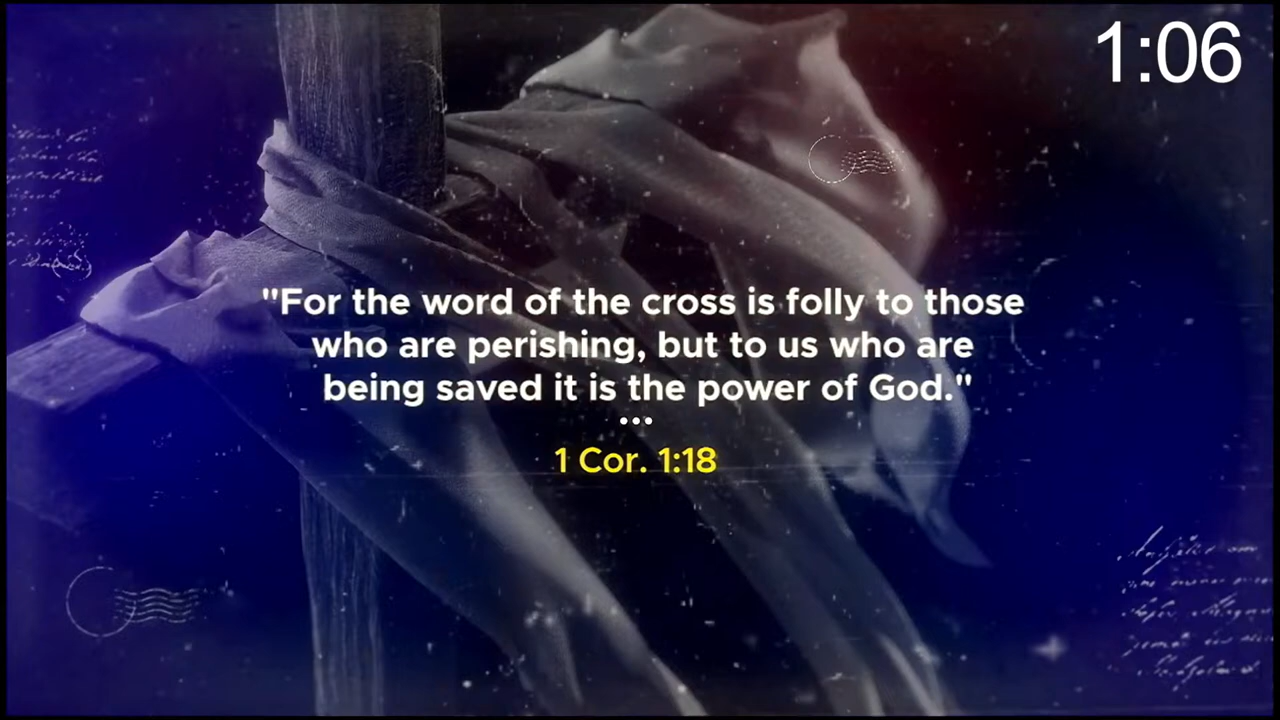 1:06
"For the word of the cross is folly to those
who are perishing, but to us who are
being saved it is the power of God."
•••
1 Cor. 1:18